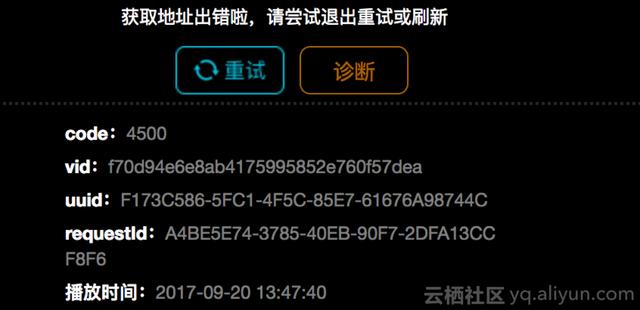 获取地址出错啦，请尝试退出重试或刷新
重试 诊断
code：4500
vid：f70d94e6e8ab4175995852e760f57dea
uuid：F173C586-5FC1-4F5C-85E7-61676A98744C
requestId：A4BE5E74-3785-40EB-90F7-2DFA13CC
F8F6
播放时间：2017-09-20 13:47:40
云栖社区 yq.aliyun.com